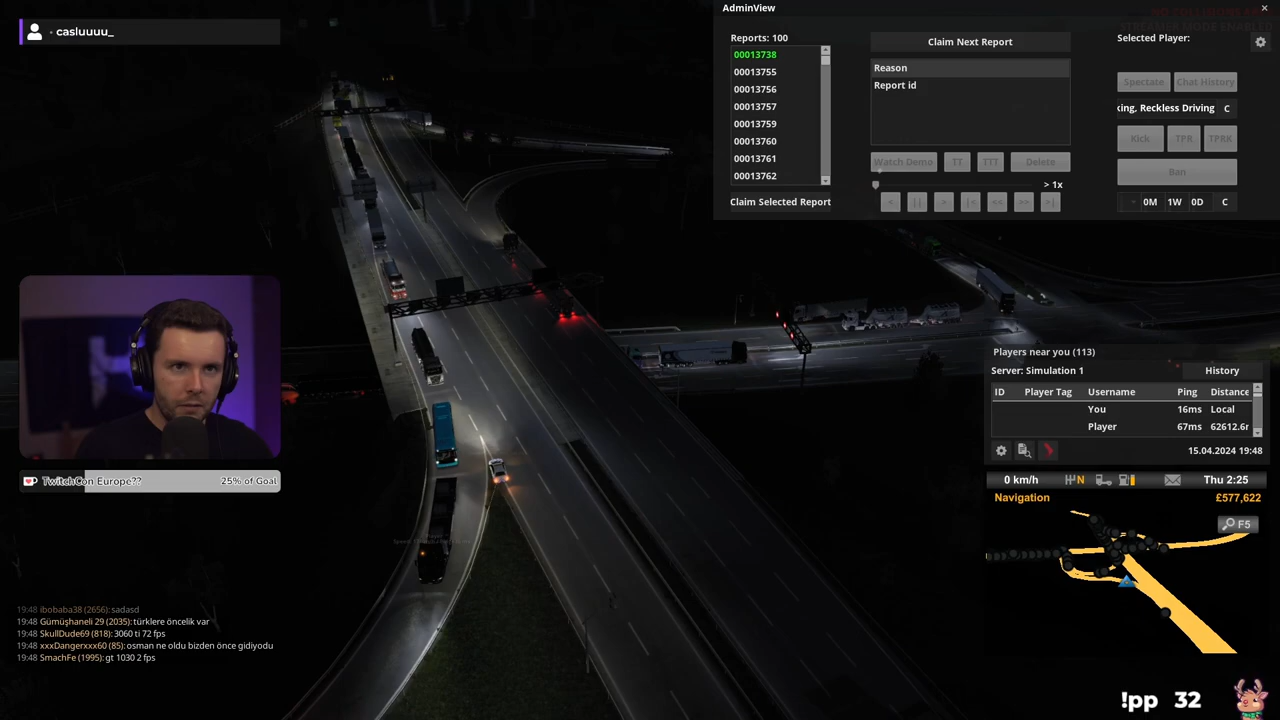 casluuuu_
AdminView
STREAMER MODE ENABLED
Reports: 100
00013738
00013755
00013756
00013757
00013759
00013760
00013761
00013762
Claim Selected Report
Claim Next Report
Reason
Report id
Watch Demo TT TTT Delete
> 1x
< || > |< << >> >|
Selected Player:
Spectate Chat History
king, Reckless Driving C
Kick TPR TPRK
Ban
0M 1W 0D C
Players near you (113)
Server: Simulation 1 History
ID Player Tag Username Ping Distance
You 16ms Local
Player 67ms 62612.6m
15.04.2024 19:48
0 km/h N Thu 2:25
Navigation £577,622
F5
TwitchCon Europe?? 25% of Goal
19:48 ibobaba38 (2656): sadasd
19:48 Gümüşhaneli 29 (2035): türklere öncelik var
19:48 SkullDude69 (818): 3060 ti 72 fps
19:48 xxxDangerxxx60 (85): osman ne oldu bizden önce gidiyodu
19:48 SmachFe (1995): gt 1030 2 fps
!pp 32